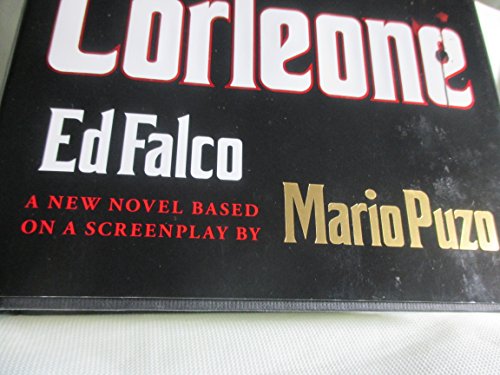 Corleone
Ed Falco
A NEW NOVEL BASED
ON A SCREENPLAY BY
Mario Puzo